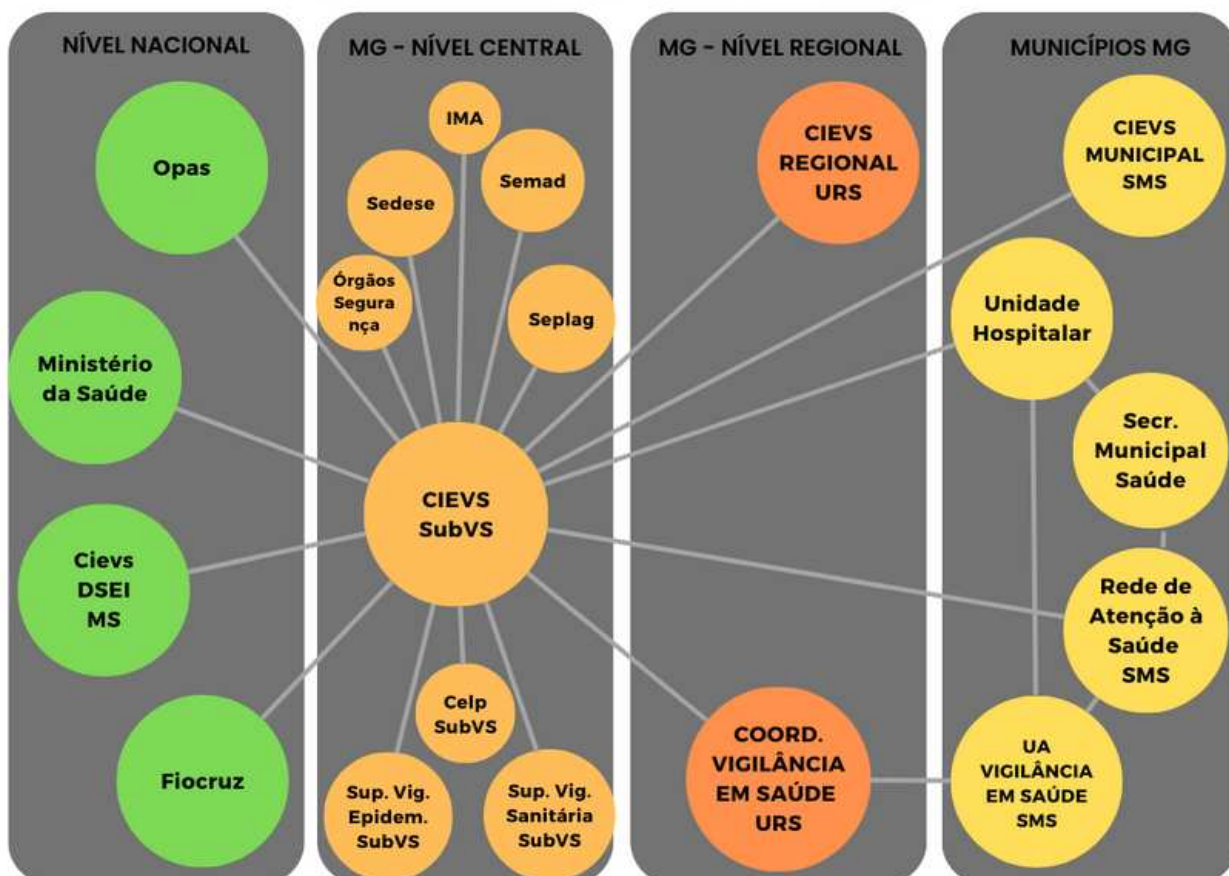 NÍVEL NACIONAL
Opas
Ministério
da Saúde
Cievs
DSEI
MS
Fiocruz
MG - NÍVEL CENTRAL
IMA
Semad
Sedese
Órgãos
Segura
nça
Seplag
CIEVS
SubVS
Celp
SubVS
Sup. Vig.
Epidem.
SubVS
Sup. Vig.
Sanitária
SubVS
MG - NÍVEL REGIONAL
CIEVS
REGIONAL
URS
COORD.
VIGILÂNCIA
EM SAÚDE
URS
MUNICÍPIOS MG
CIEVS
MUNICIPAL
SMS
Unidade
Hospitalar
Secr.
Municipal
Saúde
Rede de
Atenção à
Saúde
SMS
UA
VIGILÂNCIA
EM SAÚDE
SMS